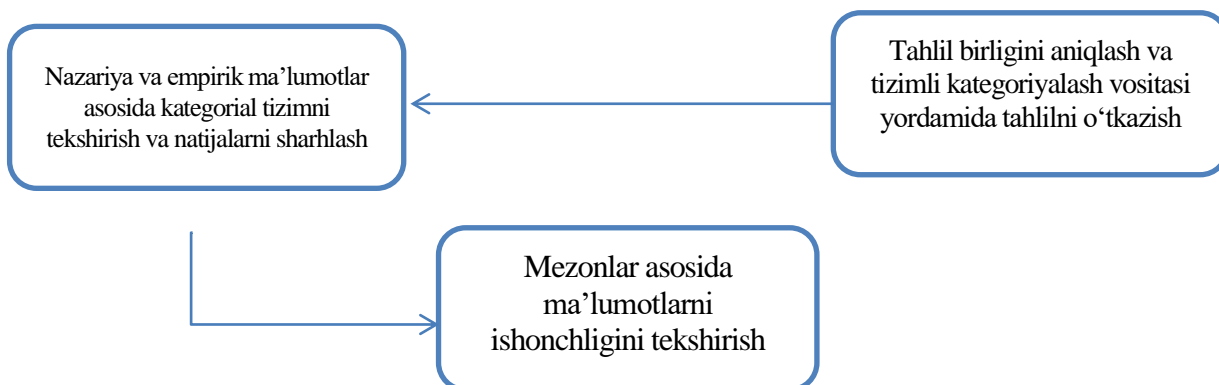 Nazariya va empirik ma’lumotlar
asosida kategorial tizimni
tekshirish va natijalarni sharhlash
Tahlil birligini aniqlash va
tizimli kategoriyalash vositasi
yordamida tahlilni o‘tkazish
Mezonlar asosida
ma’lumotlarni
ishonchligini tekshirish